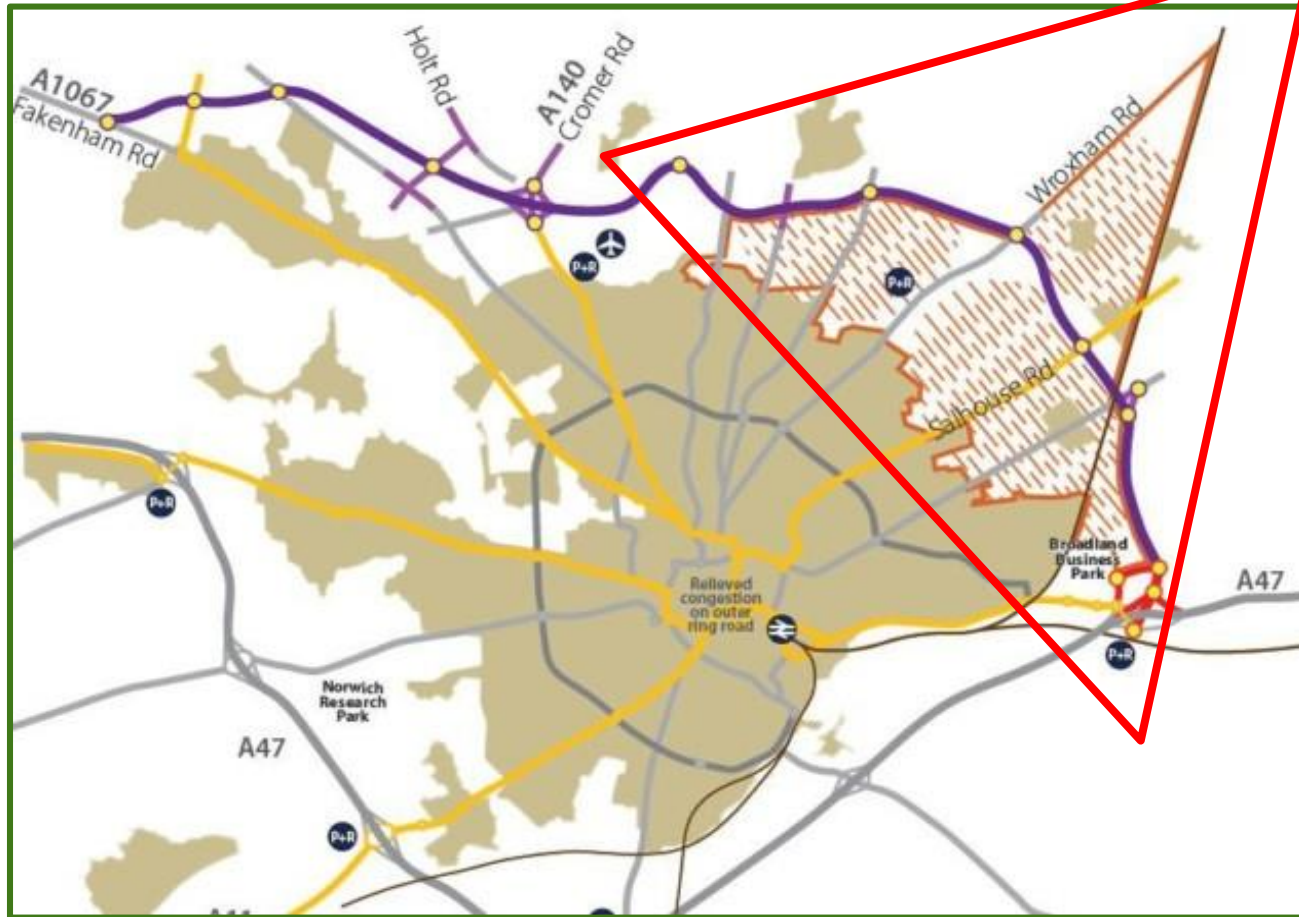 A1067
Fakenham Rd
Holt Rd
A140
Cromer Rd
Wroxham Rd
P+R
P+R
Salhouse Rd
P+R
Broadland
Business
Park
A47
Relieved
congestion
on outer
ring road
P+R
Norwich
Research
Park
A47
P+R